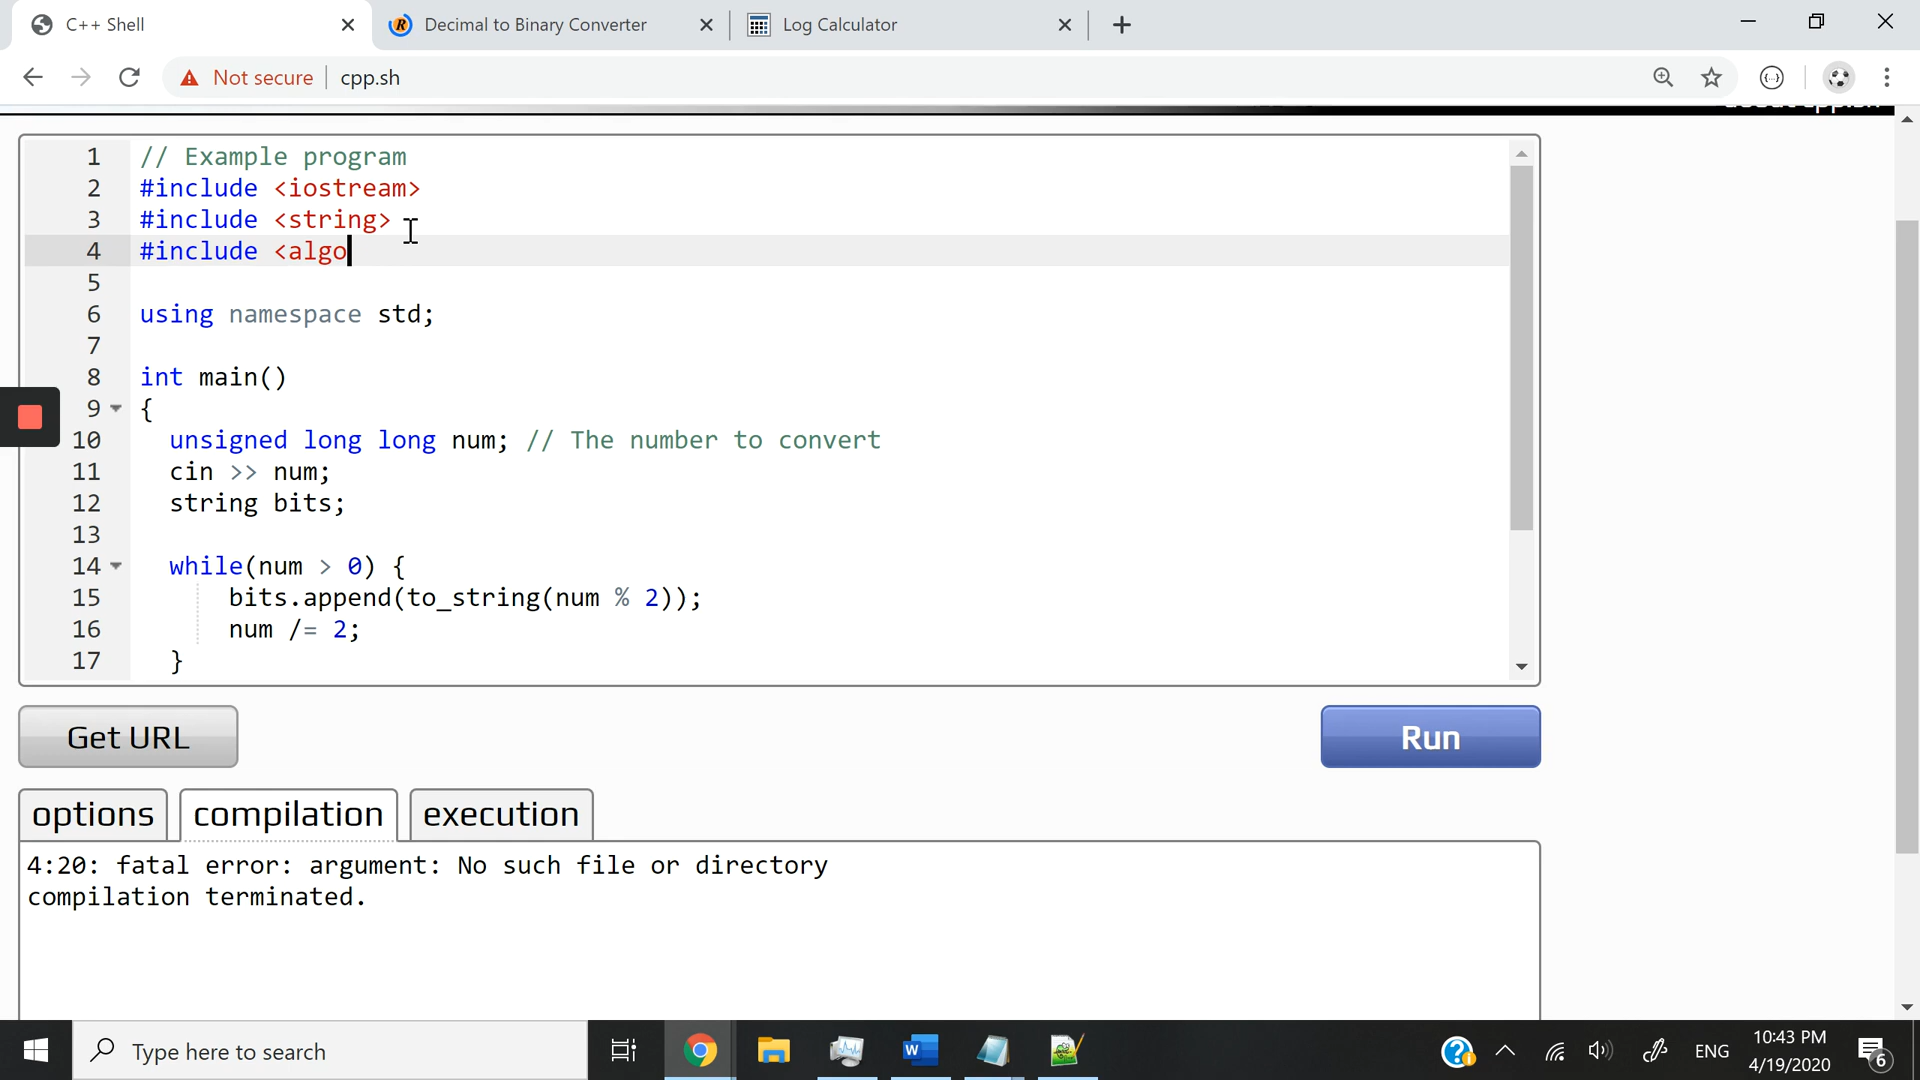 C++ Shell
Decimal to Binary Converter
Log Calculator
Not secure
cpp.sh
1 // Example program
2 #include <iostream>
3 #include <string>
4 #include <algo
5
6 using namespace std;
7
8 int main()
9 {
10 unsigned long long num; // The number to convert
11 cin >> num;
12 string bits;
13
14 while(num > 0) {
15 bits.append(to_string(num % 2));
16 num /= 2;
17 }
Get URL
Run
options
compilation
execution
4:20: fatal error: argument: No such file or directory
compilation terminated.
Type here to search
ENG
10:43 PM
4/19/2020
6